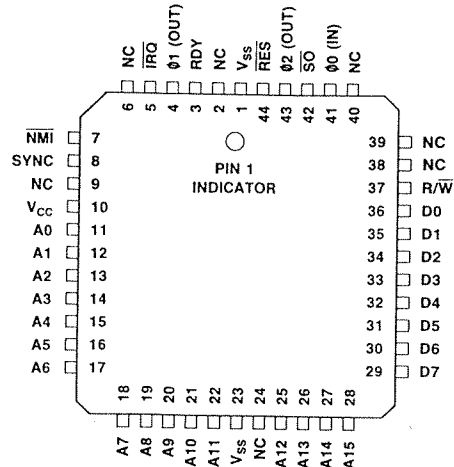 NC
I̅R̅Q̅
Φ1 (OUT)
RDY
NC
VSS
R̅E̅S̅
Φ2 (OUT)
S̅O̅
Φ0 (IN)
NC
6 5 4 3 2 1 44 43 42 41 40
N̅M̅I̅ 7
SYNC 8
NC 9
VCC 10
A0 11
A1 12
A2 13
A3 14
A4 15
A5 16
A6 17
PIN 1
INDICATOR
39 NC
38 NC
37 R/W̅
36 D0
35 D1
34 D2
33 D3
32 D4
31 D5
30 D6
29 D7
18 19 20 21 22 23 24 25 26 27 28
A7
A8
A9
A10
A11
VSS
NC
A12
A13
A14
A15